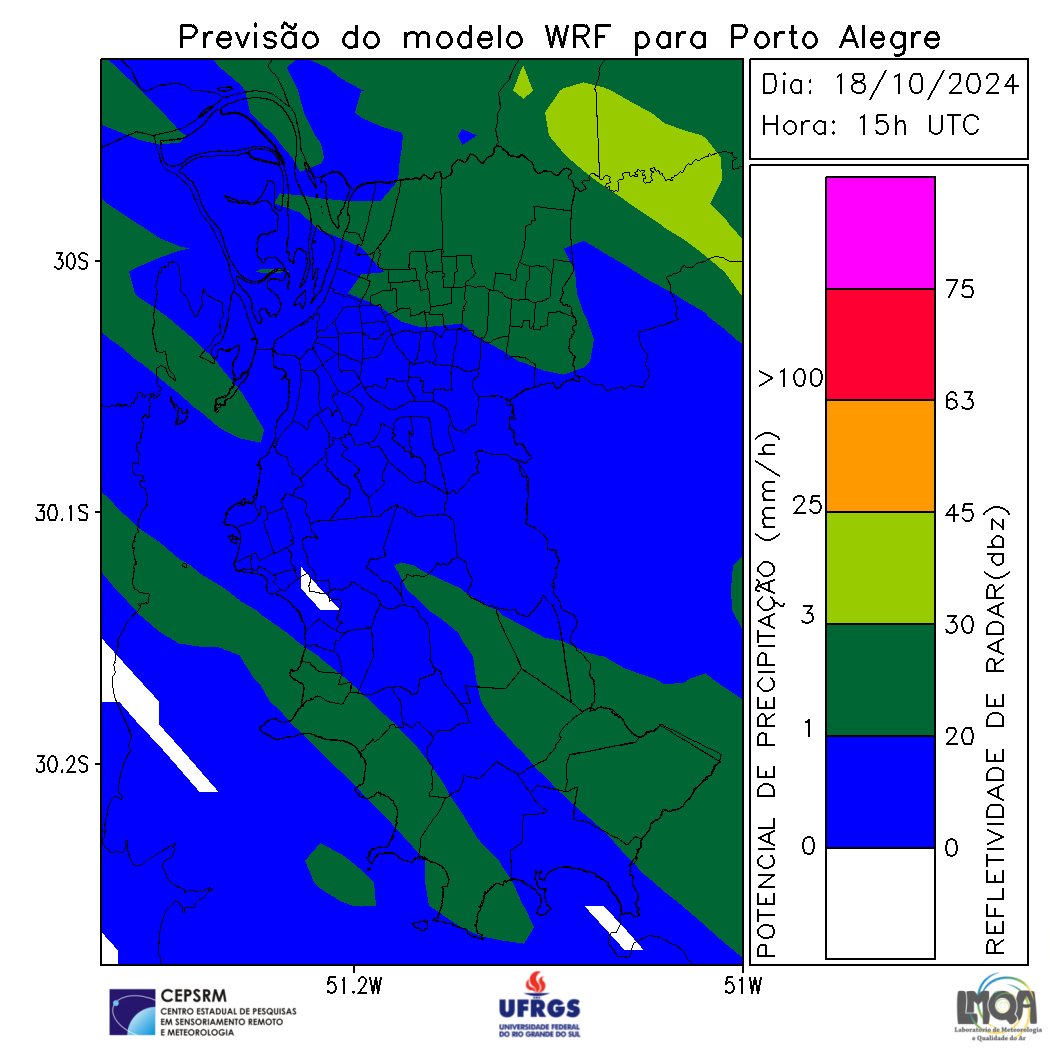 Previsão do modelo WRF para Porto Alegre
Dia: 18/10/2024
Hora: 15h UTC
30S
30.1S
30.2S
51.2W
51W
POTENCIAL DE PRECIPITAÇÃO (mm/h)
>100
25
3
1
0
75
63
45
30
20
0
REFLETIVIDADE DE RADAR(dbz)
CEPSRM
CENTRO ESTADUAL DE PESQUISAS
EM SENSORIAMENTO REMOTO
E METEOROLOGIA
UFRGS
UNIVERSIDADE FEDERAL
DO RIO GRANDE DO SUL
LMQA
Laboratório de Meteorologia
e Qualidade do Ar